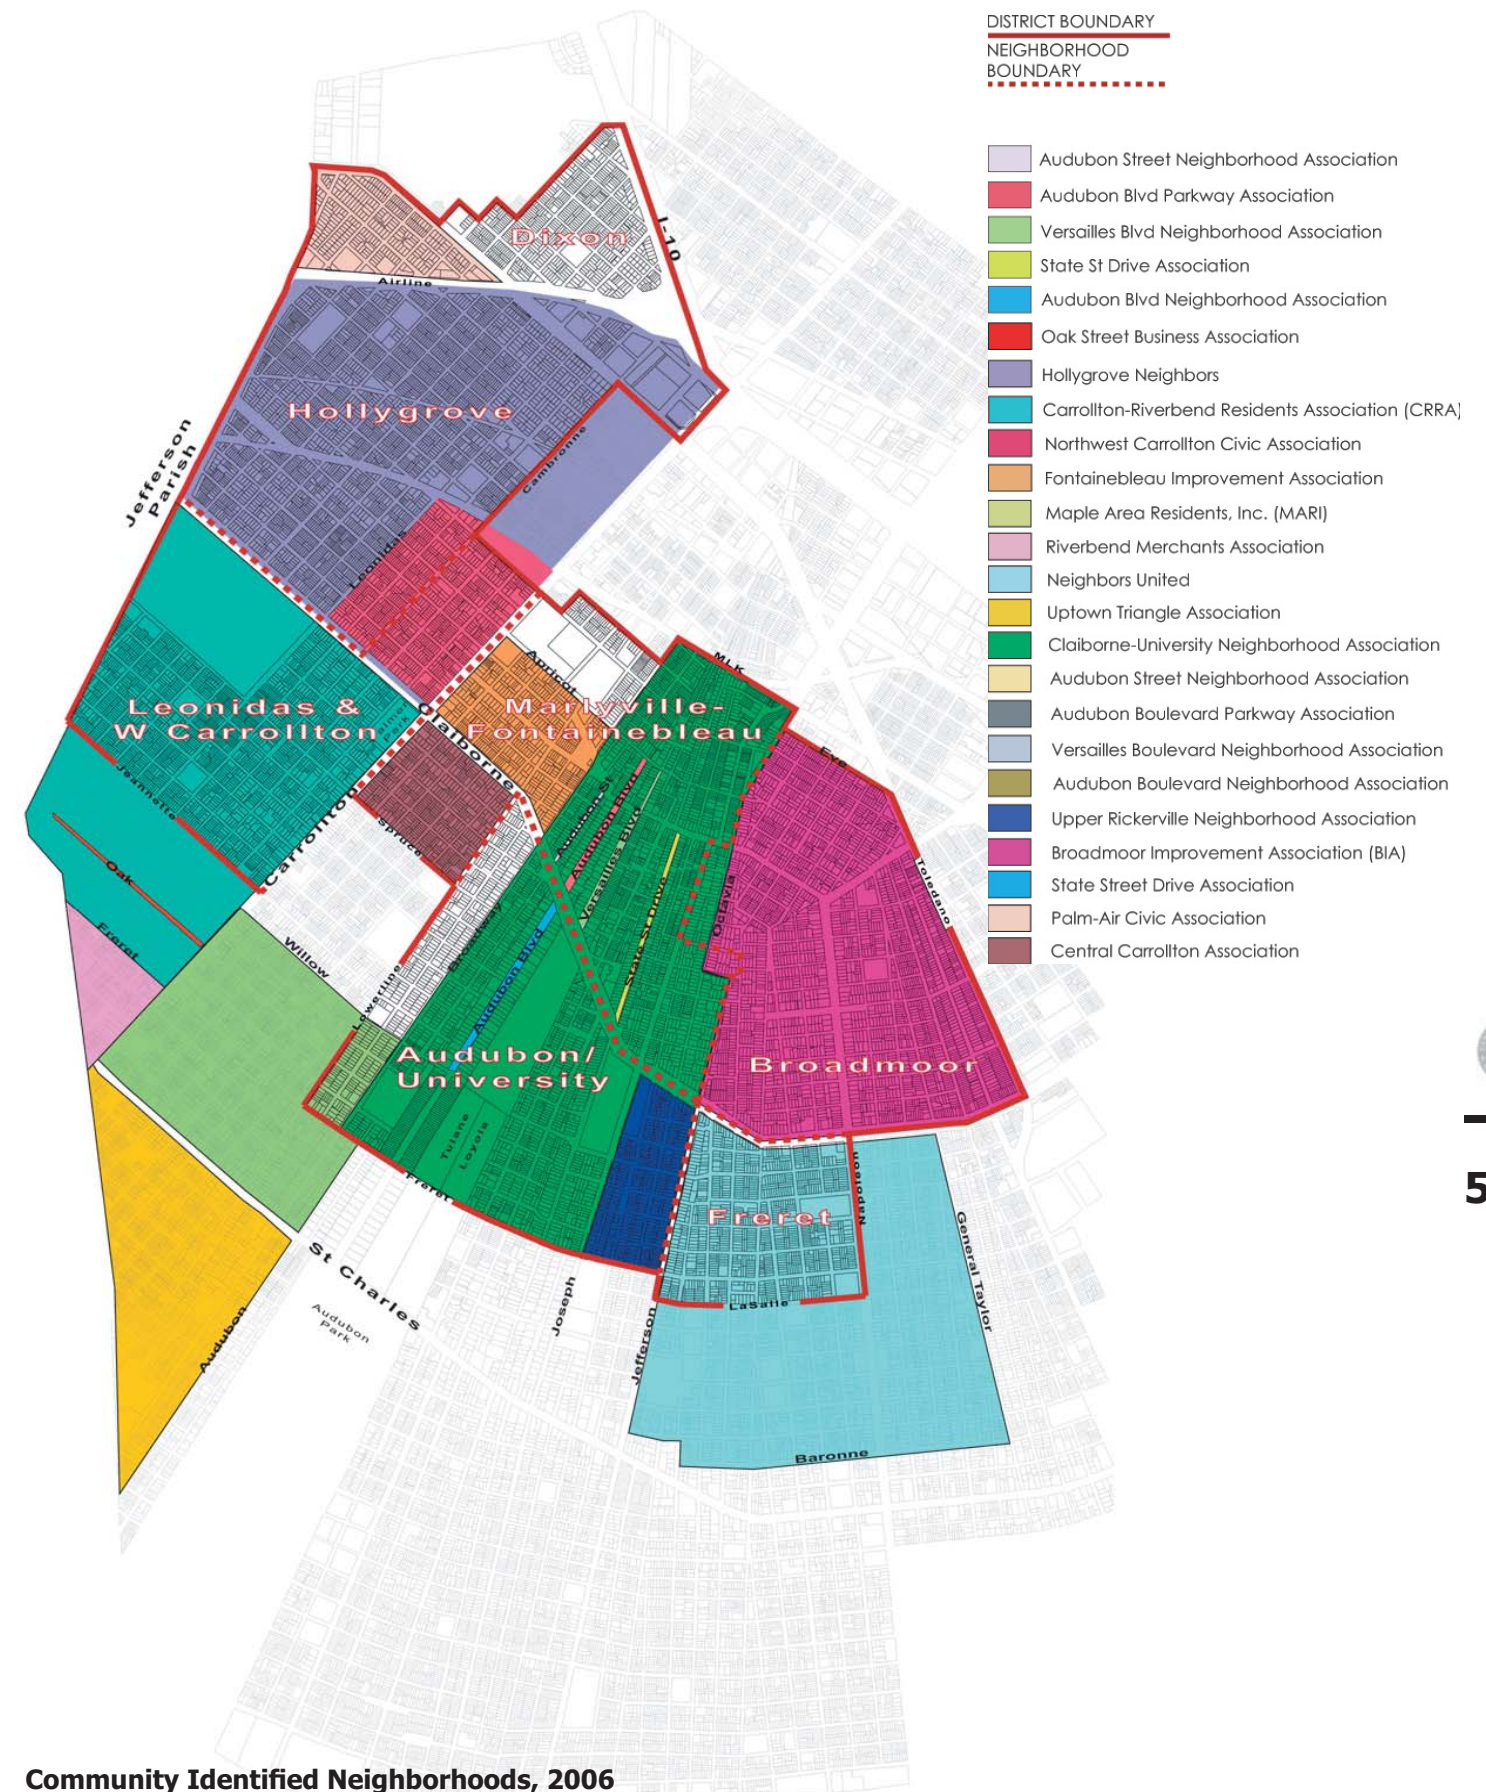 DISTRICT BOUNDARY
NEIGHBORHOOD
BOUNDARY
Audubon Street Neighborhood Association
Audubon Blvd Parkway Association
Versailles Blvd Neighborhood Association
State St Drive Association
Audubon Blvd Neighborhood Association
Oak Street Business Association
Hollygrove Neighbors
Carrollton-Riverbend Residents Association (CRRA)
Northwest Carrollton Civic Association
Fontainebleau Improvement Association
Maple Area Residents, Inc. (MARI)
Riverbend Merchants Association
Neighbors United
Uptown Triangle Association
Claiborne-University Neighborhood Association
Audubon Street Neighborhood Association
Audubon Boulevard Parkway Association
Versailles Boulevard Neighborhood Association
Audubon Boulevard Neighborhood Association
Upper Rickerville Neighborhood Association
Broadmoor Improvement Association (BIA)
State Street Drive Association
Palm-Air Civic Association
Central Carrollton Association
Dixon
I-10
Airline
Hollygrove
Jefferson
Parish
Cambronne
Leonidas
Leonidas &
W Carrollton
Palmer
Park
Claiborne
Apricot
Marlyville-
Fontainebleau
MLK
Eve
Jeannette
Carrollton
Spruce
Audubon St
Audubon Blvd
Versailles Blvd
State St Drive
Octavia
Toledano
Oak
Freret
Willow
Broadway
Lowerline
Audubon Blvd
Audubon/
University
Broadmoor
Tulane
Loyola
Freret
Freret
Napoleon
General Taylor
LaSalle
St Charles
Audubon
Park
Audubon
Joseph
Jefferson
Baronne
5
Community Identified Neighborhoods, 2006